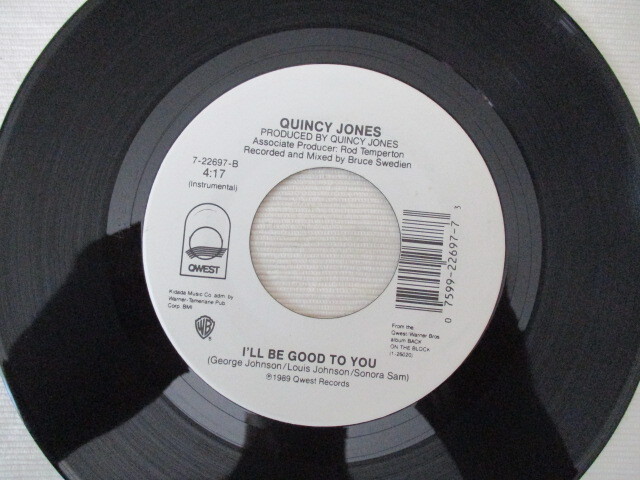 QUINCY JONES
PRODUCED BY QUINCY JONES
Associate Producer: Rod Temperton
Recorded and Mixed by Bruce Swedien
7-22697-B
4:17
(Instrumental)
QWEST
Kidada Music Co. adm. by
Warner-Tamerlane Pub.
Corp. BMI
WB
0 7599-22697-7 3
From the
Qwest/Warner Bros.
album BACK
ON THE BLOCK
(1-26020)
I'LL BE GOOD TO YOU
(George Johnson/Louis Johnson/Sonora Sam)
℗1989 Qwest Records